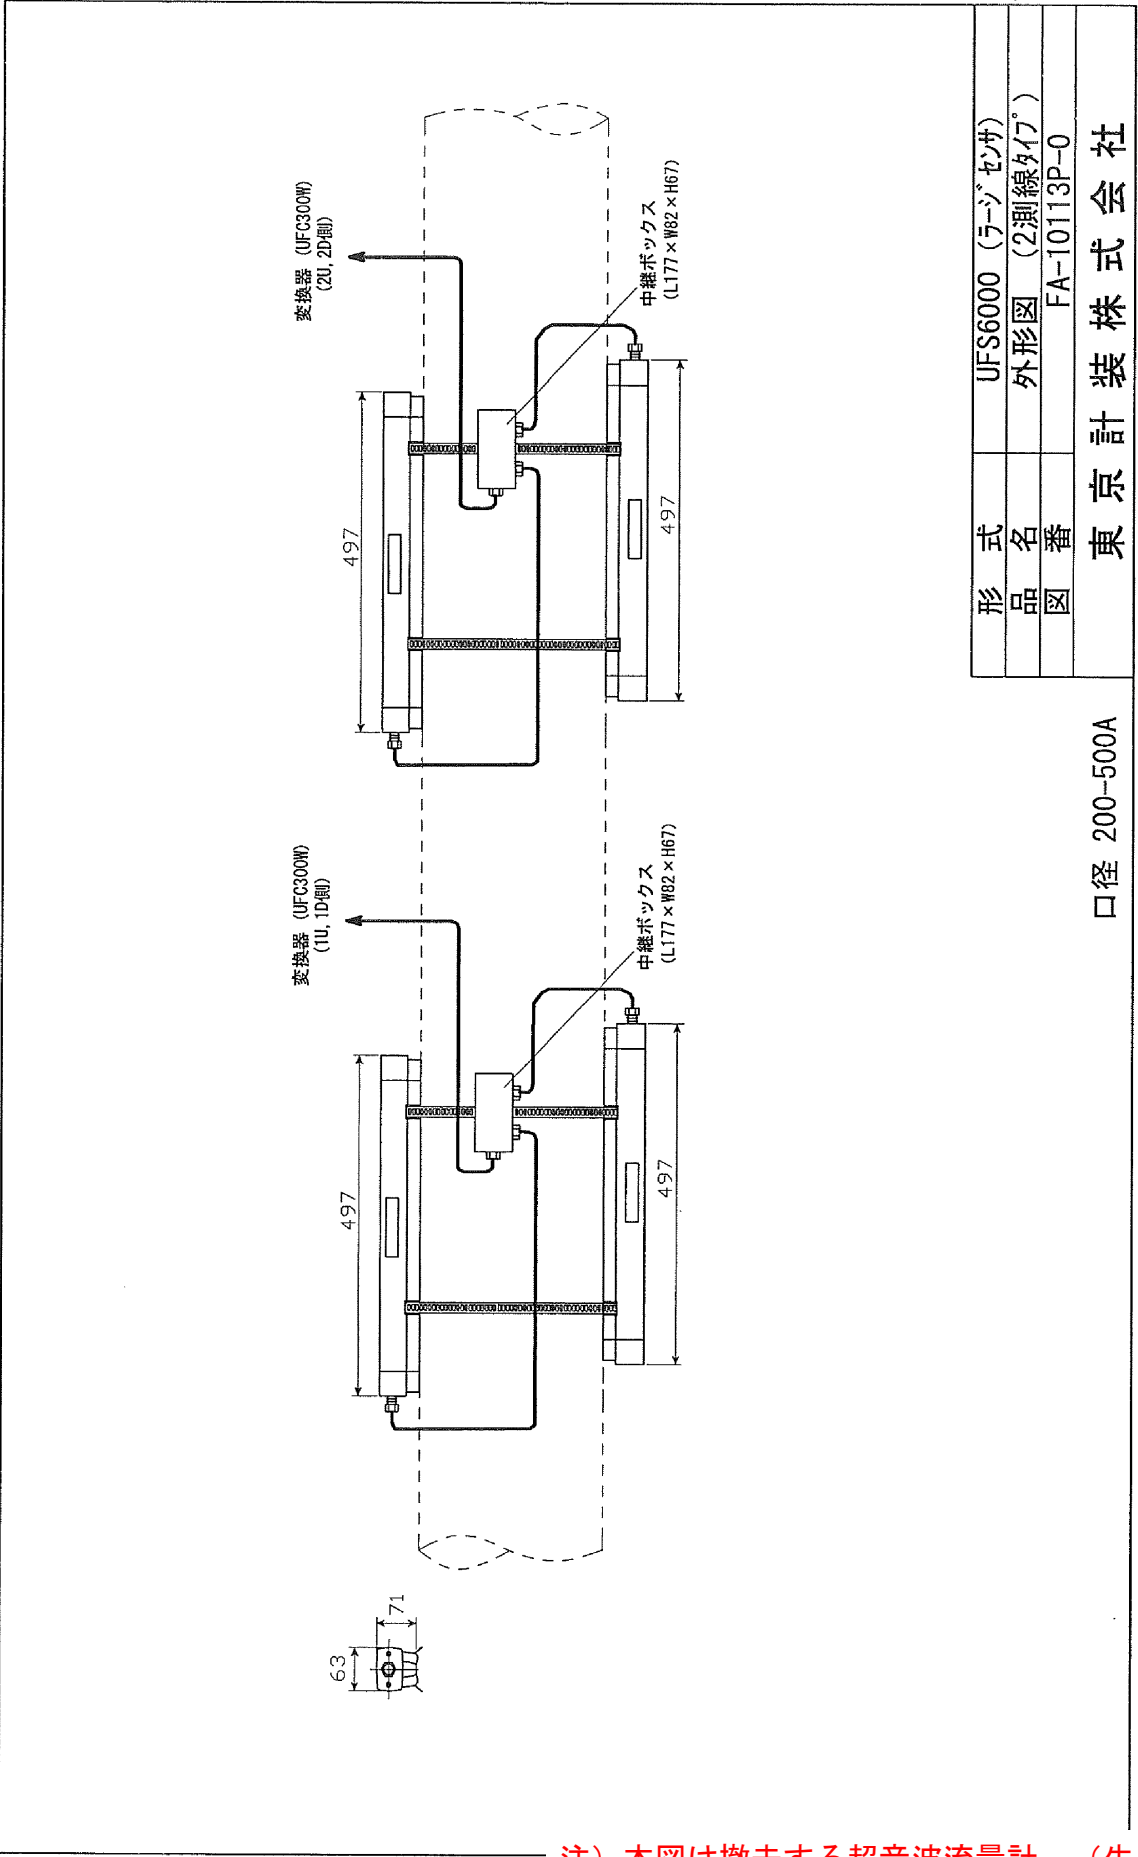 63
71
497
497
変換器 (UFC300W)
(1U, 1D側)
中継ボックス
(L177×W82×H67)
497
497
変換器 (UFC300W)
(2U, 2D側)
中継ボックス
(L177×W82×H67)
口径 200-500A
形 式 UFS6000 (ラージセンサ)
品 名 外形図 (2測線タイプ)
図 番 FA-10113P-0
東京計装株式会社